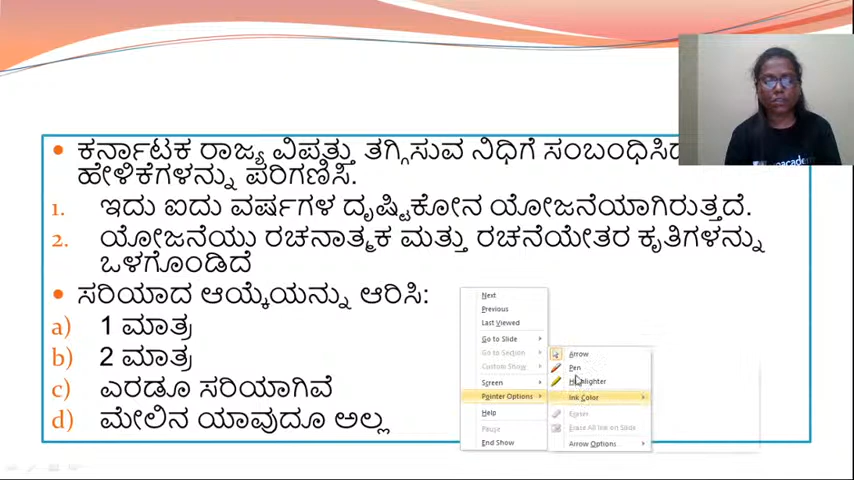 ಕರ್ನಾಟಕ ರಾಜ್ಯ ವಿಪತ್ತು ತಗ್ಗಿಸುವ ನಿಧಿಗೆ
ಹೇಳಿಕೆಗಳನ್ನು ಪರಿಗಣಿಸಿ.
1. ಇದು ಐದು ವರ್ಷಗಳ ದೃಷ್ಟಿಕೋನ ಯೋಜನೆಯಾಗಿರುತ್ತದೆ.
2. ಯೋಜನೆಯು ರಚನಾತ್ಮಕ ಮತ್ತು ರಚನೆಯೇತರ ಕೃತಿಗಳನ್ನು
ಒಳಗೊಂಡಿದೆ
ಸರಿಯಾದ ಆಯ್ಕೆಯನ್ನು ಆರಿಸಿ:
a) 1 ಮಾತ್ರ
b) 2 ಮಾತ್ರ
c) ಎರಡೂ ಸರಿಯಾಗಿವೆ
d) ಮೇಲಿನ ಯಾವುದೂ ಅಲ್ಲ
Next
Previous
Last Viewed
Go to Slide
Go to Section
Custom Show
Screen
Pointer Options
Help
Pause
End Show
Arrow
Pen
Highlighter
Ink Color
Eraser
Erase All Ink on Slide
Arrow Options